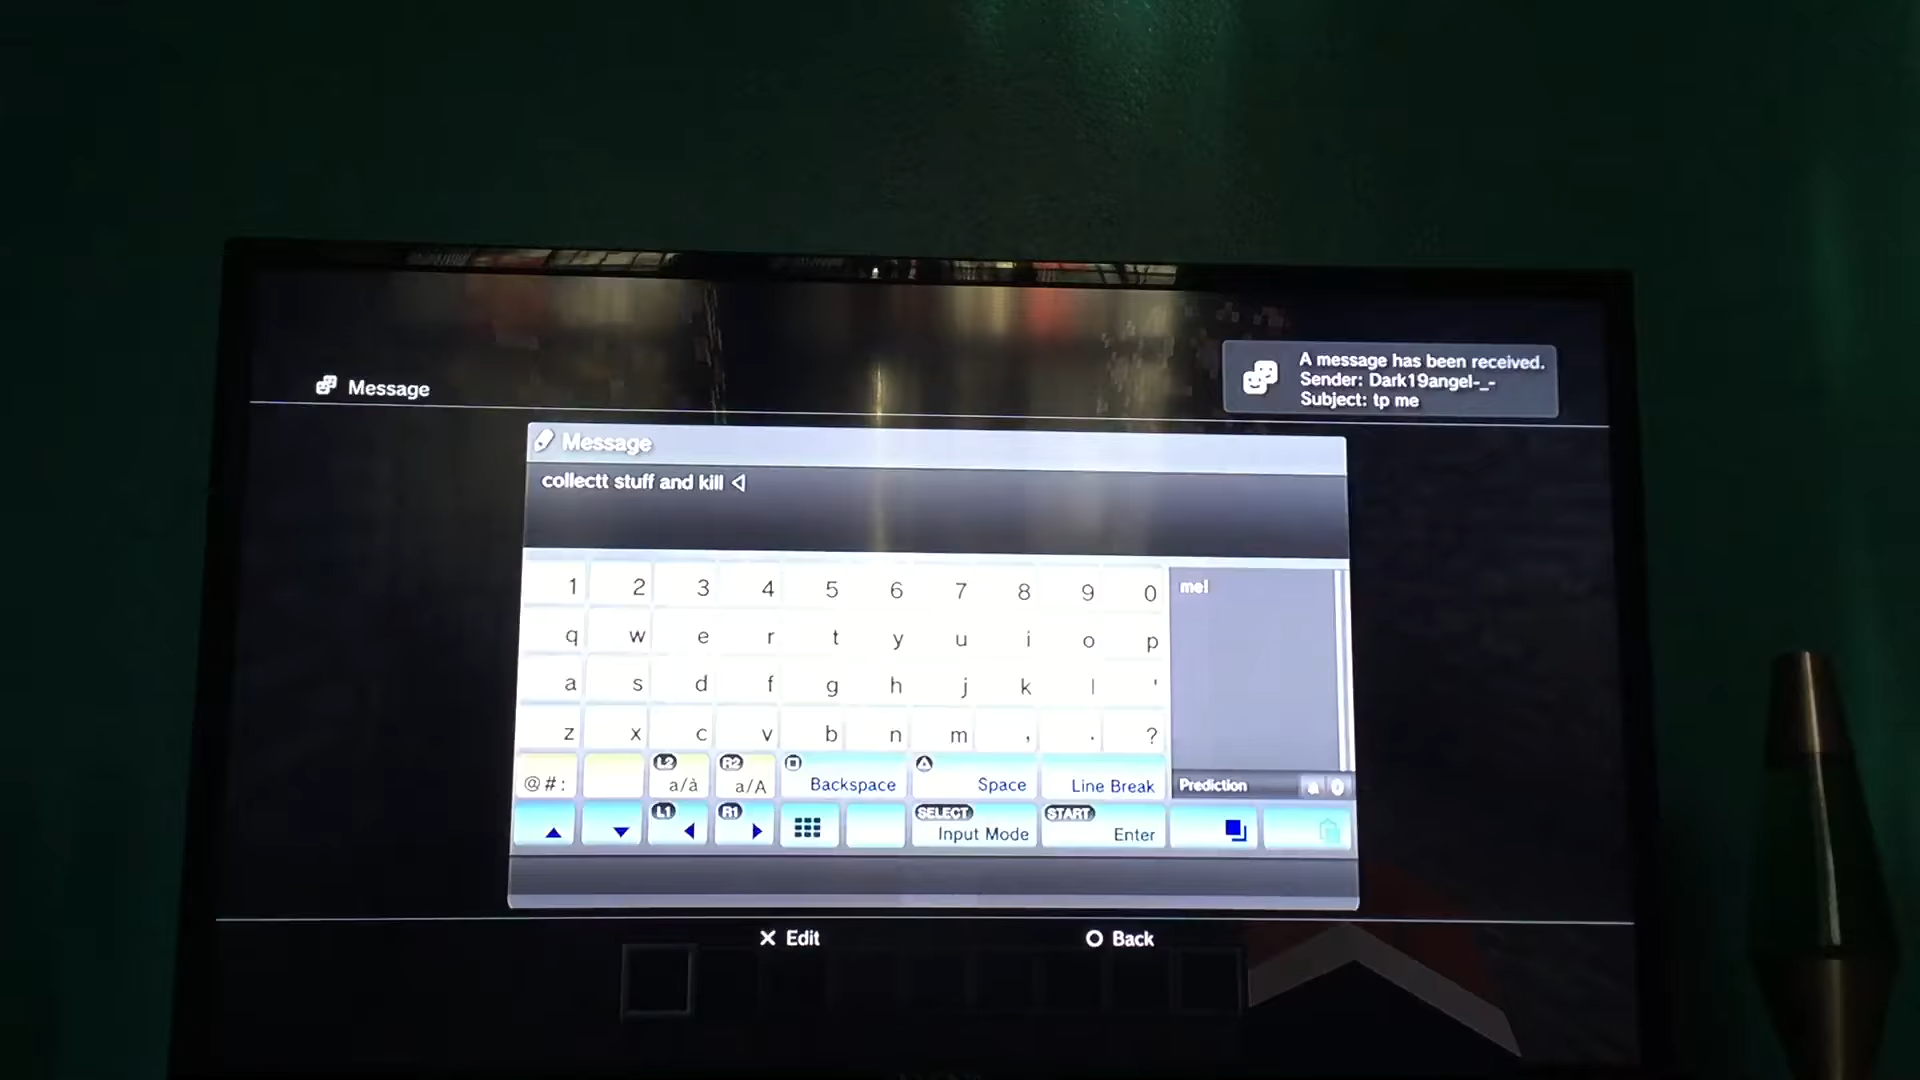 A message has been received.
Sender: Dark19angel-_-
Subject: tp me
Message
Message
collectt stuff and kill
1 2 3 4 5 6 7 8 9 0
me!
q w e r t y u i o p
a s d f g h j k l '
z x c v b n m , . ?
@#: L2 a/à R2 a/A Backspace Space Line Break
Prediction a
L1 R1 SELECT Input Mode START Enter
X Edit O Back